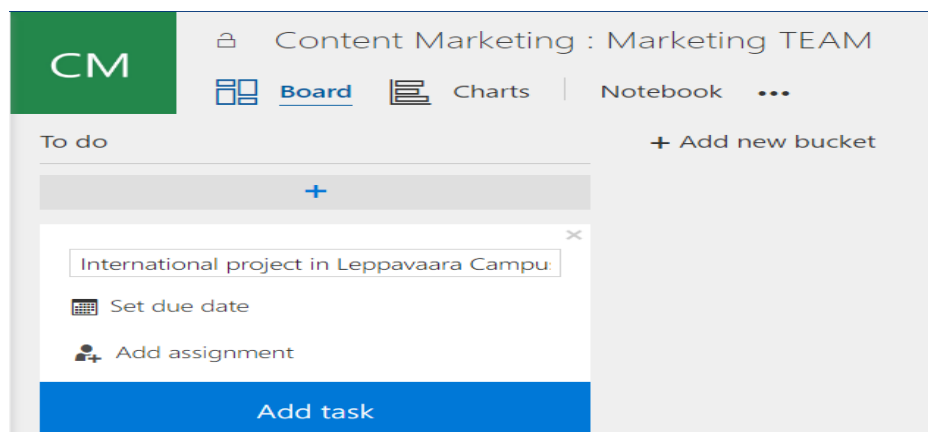 CM
Content Marketing : Marketing TEAM
Board Charts Notebook •••
To do
+ Add new bucket
+
International project in Leppavaara Campu
Set due date
Add assignment
Add task